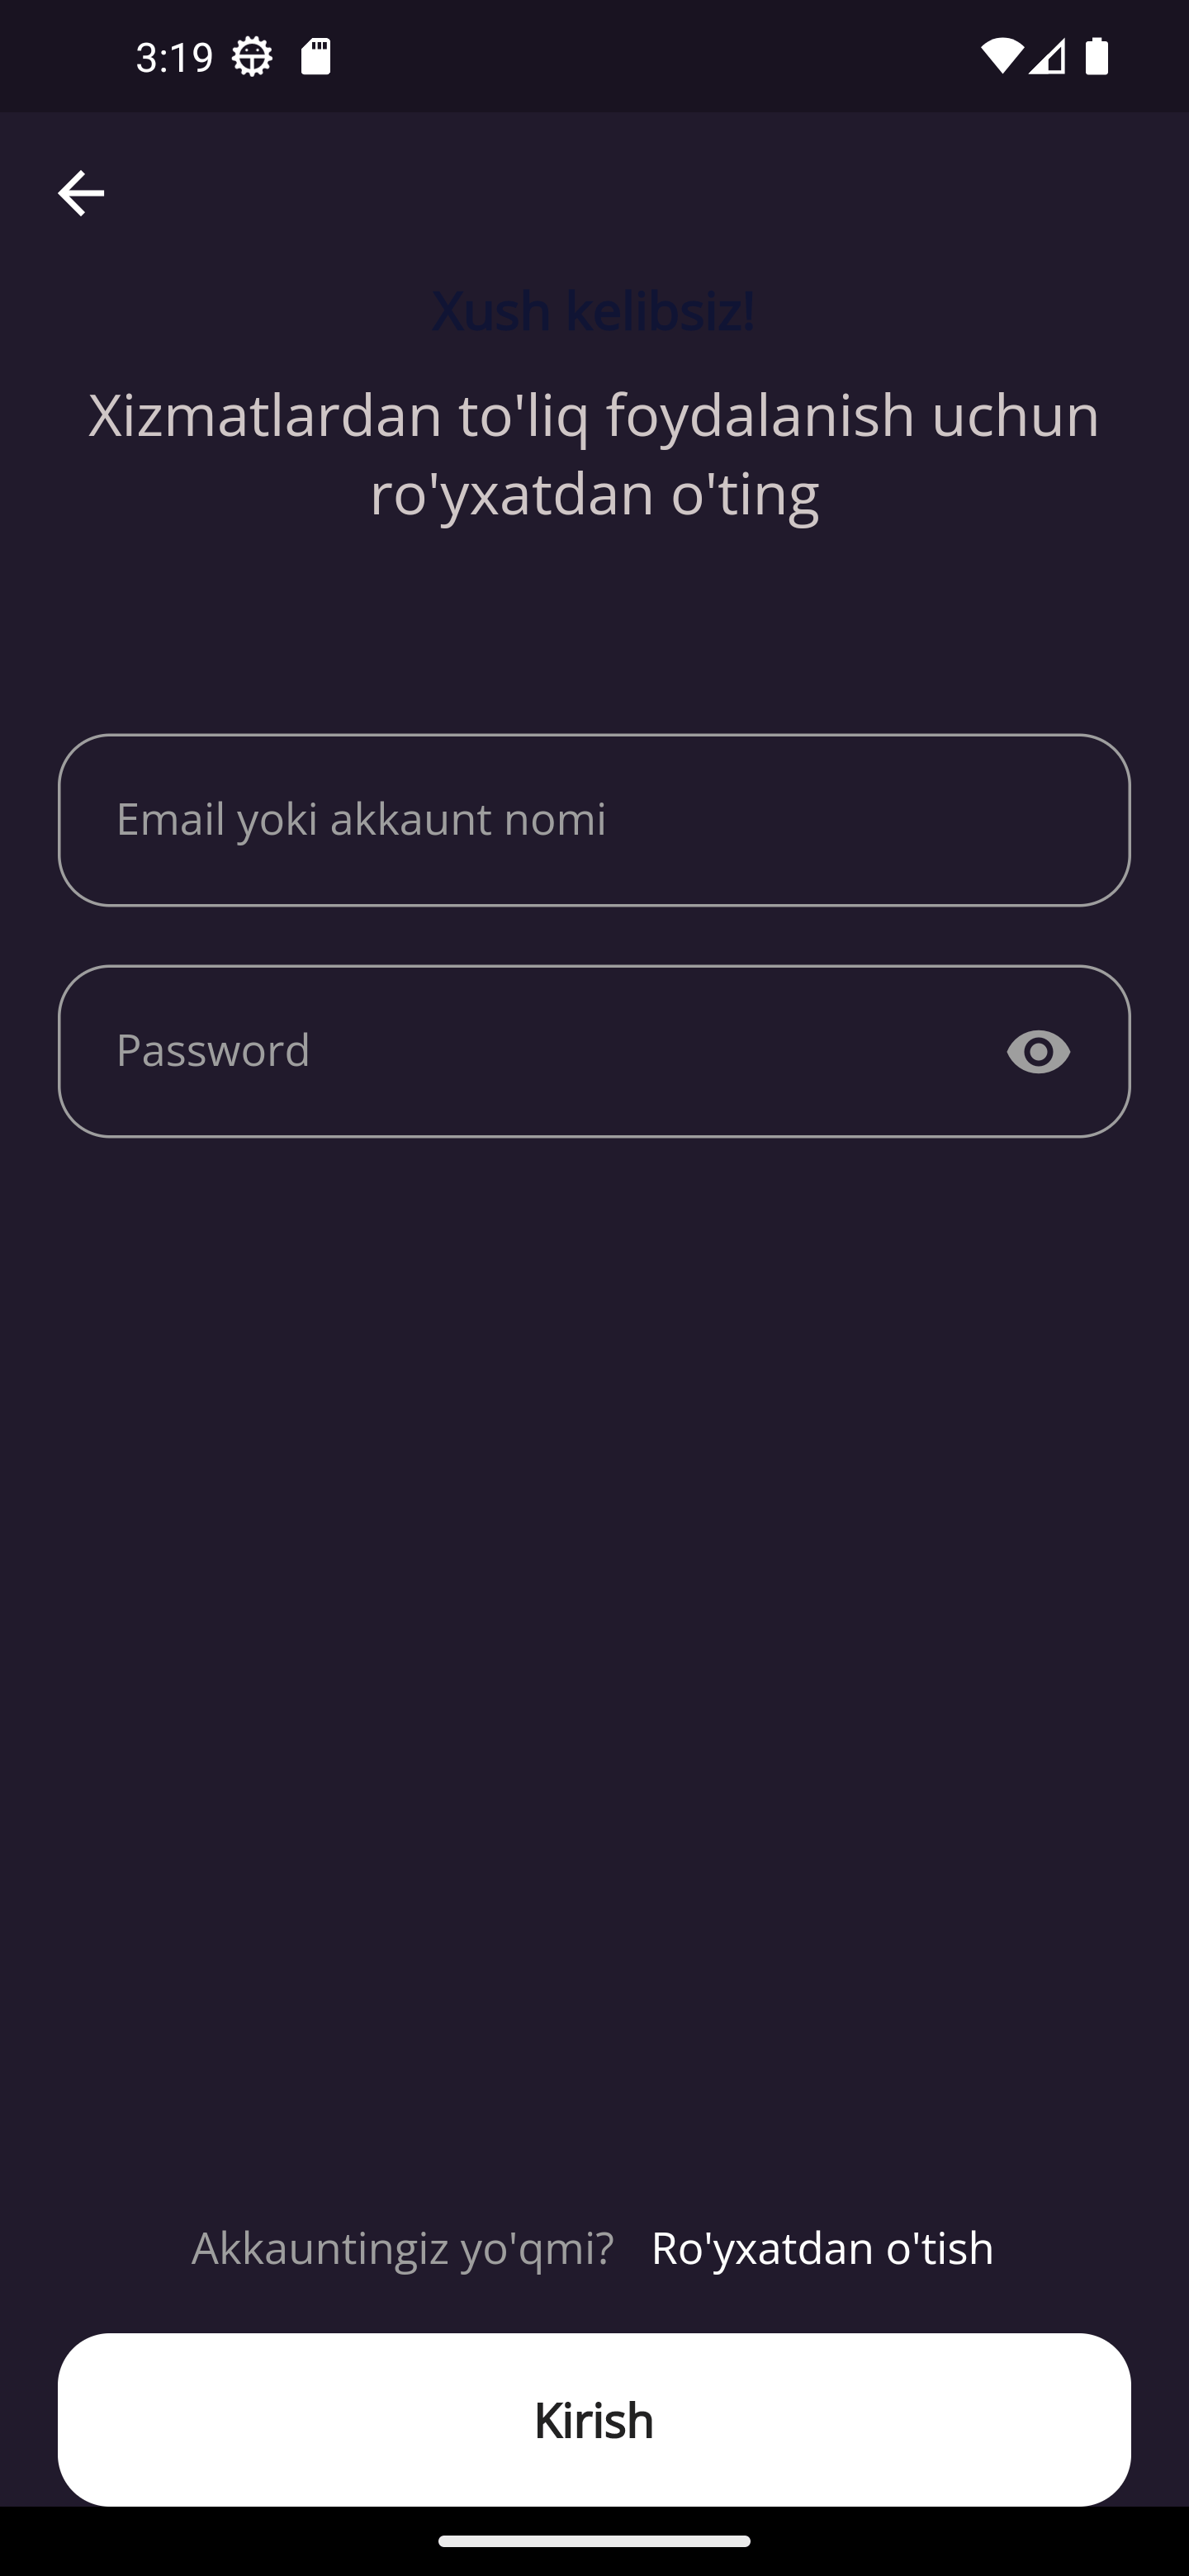 3:19
Xush kelibsiz!
Xizmatlardan to'liq foydalanish uchun
ro'yxatdan o'ting
Email yoki akkaunt nomi
Password
Akkauntingiz yo'qmi? Ro'yxatdan o'tish
Kirish